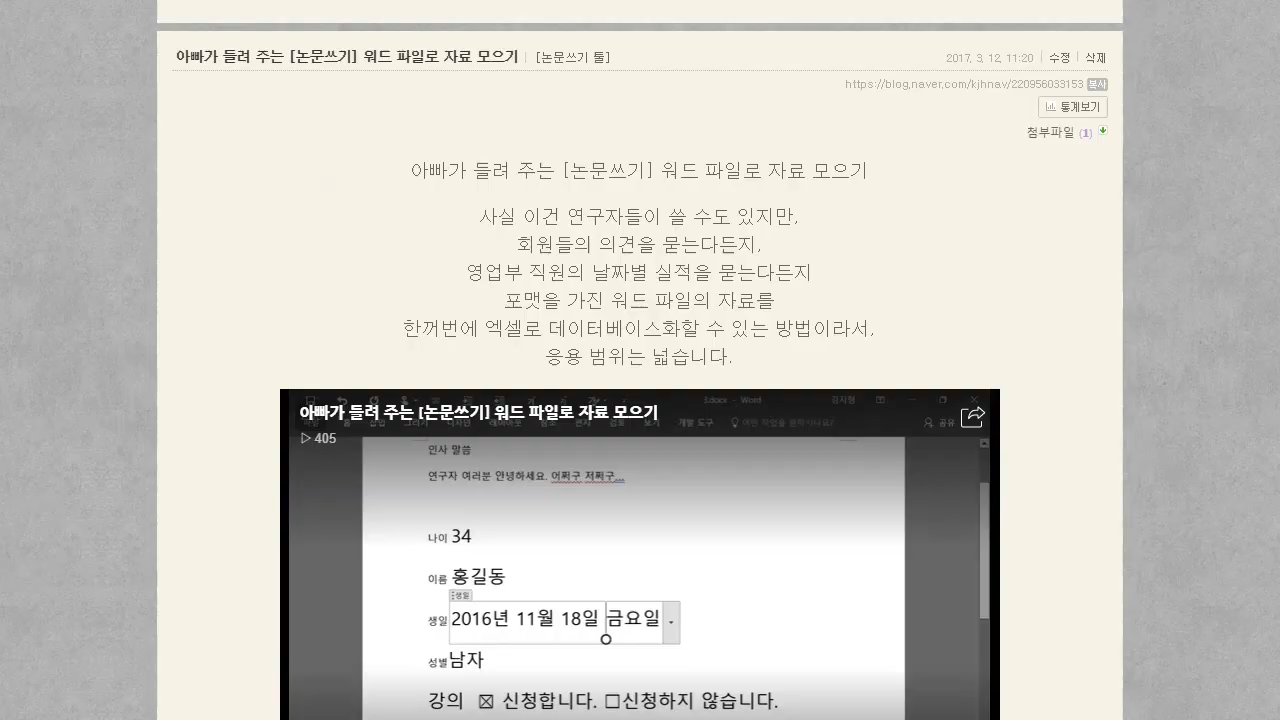 아빠가 들려 주는 [논문쓰기] 워드 파일로 자료 모으기 | [논문쓰기 툴]
2017. 3. 12. 11:20 | 수정 | 삭제
https://blog.naver.com/kjhnav/220956039153 복사
통계보기
첨부파일 (1)
아빠가 들려 주는 [논문쓰기] 워드 파일로 자료 모으기
사실 이건 연구자들이 쓸 수도 있지만,
회원들의 의견을 묻는다든지,
영업부 직원의 날짜별 실적을 묻는다든지
포맷을 가진 워드 파일의 자료를
한꺼번에 엑셀로 데이터베이스화할 수 있는 방법이라서,
응용 범위는 넓습니다.
아빠가 들려 주는 [논문쓰기] 워드 파일로 자료 모으기
405
인사 말씀
연구자 여러분 안녕하세요. 어쩌구 저쩌구...
나이 34
이름 홍길동
생일
생일 2016년 11월 18일 금요일
성별 남자
강의 ☒ 신청합니다. ☐신청하지 않습니다.